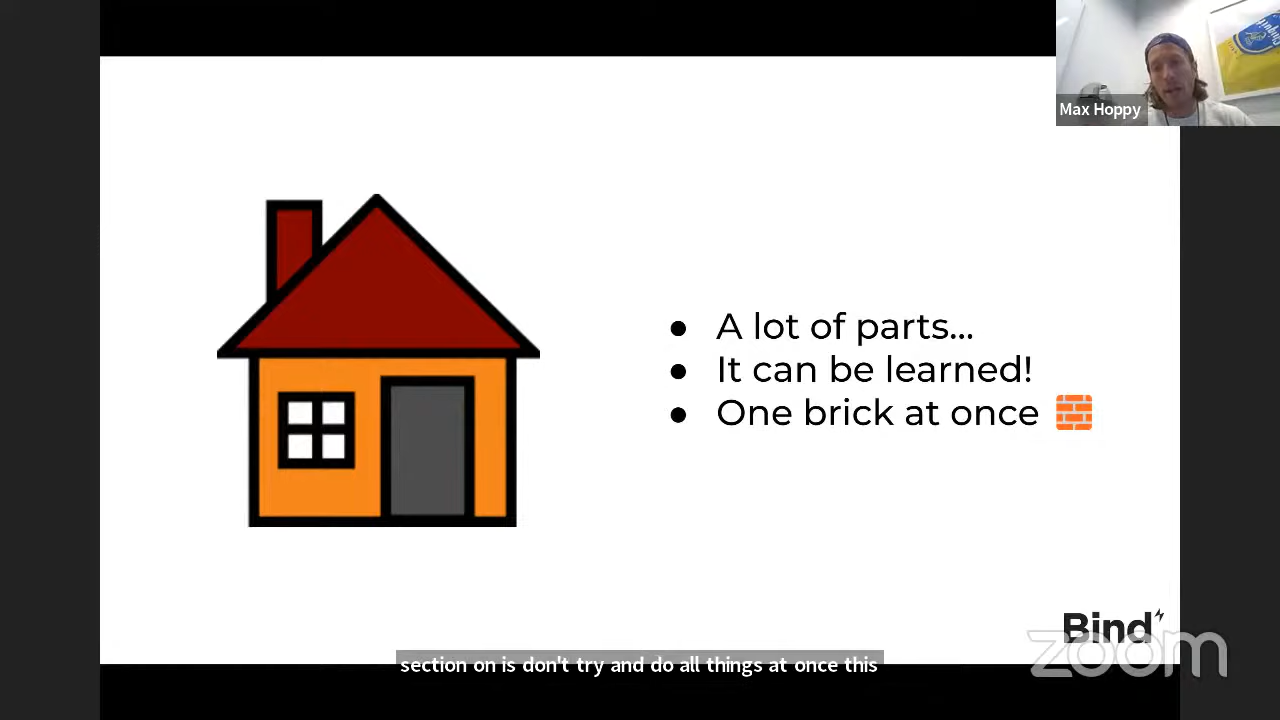 Max Hoppy
● A lot of parts...
● It can be learned!
● One brick at once
Bind
zoom
section on is don't try and do all things at once this